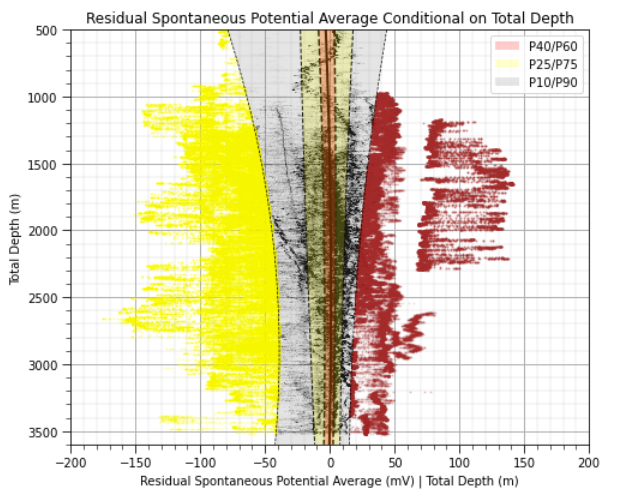 Residual Spontaneous Potential Average Conditional on Total Depth
P40/P60
P25/P75
P10/P90
500
1000
1500
2000
2500
3000
3500
Total Depth (m)
−200 −150 −100 −50 0 50 100 150 200
Residual Spontaneous Potential Average (mV) | Total Depth (m)